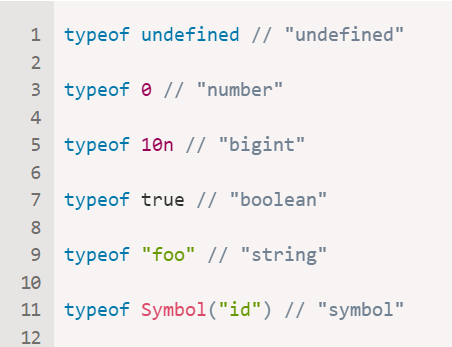 1 typeof undefined // "undefined"
2
3 typeof 0 // "number"
4
5 typeof 10n // "bigint"
6
7 typeof true // "boolean"
8
9 typeof "foo" // "string"
10
11 typeof Symbol("id") // "symbol"
12